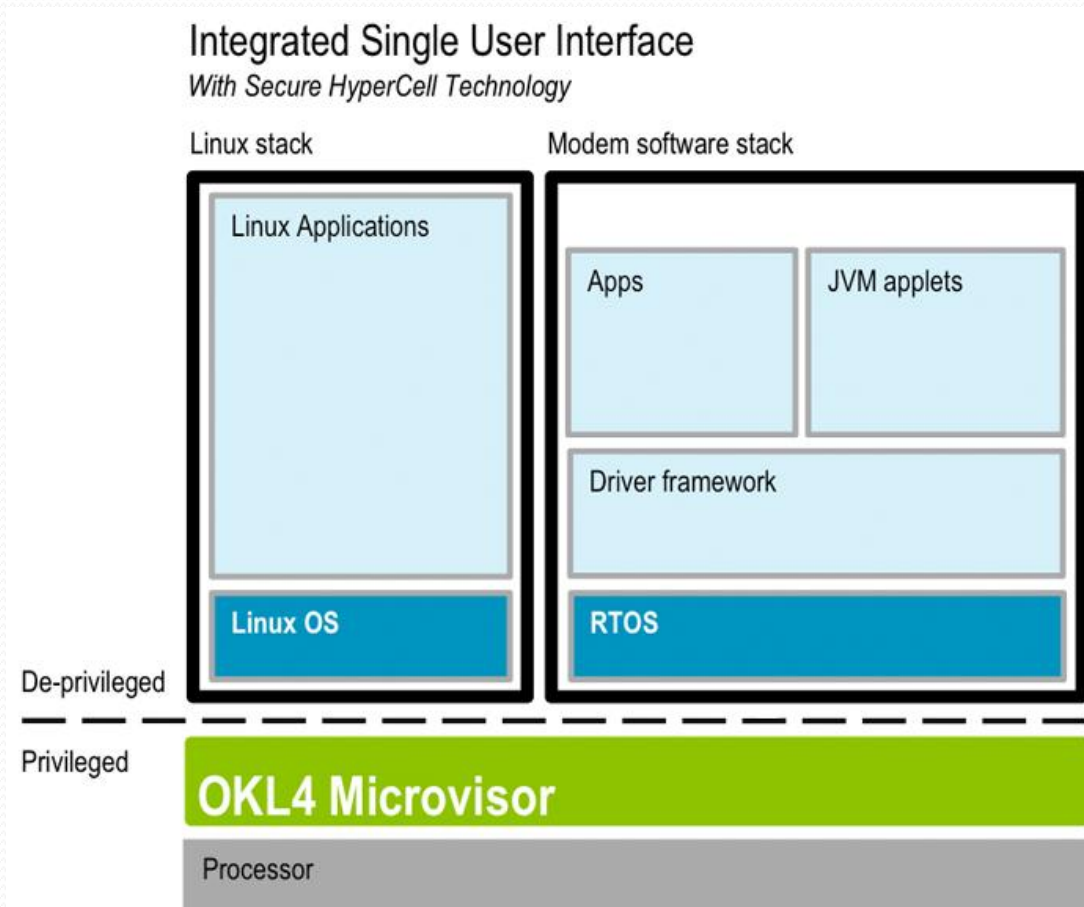 Integrated Single User Interface
With Secure HyperCell Technology
Linux stack
Modem software stack
Linux Applications
Apps
JVM applets
Driver framework
Linux OS
RTOS
De-privileged
Privileged
OKL4 Microvisor
Processor